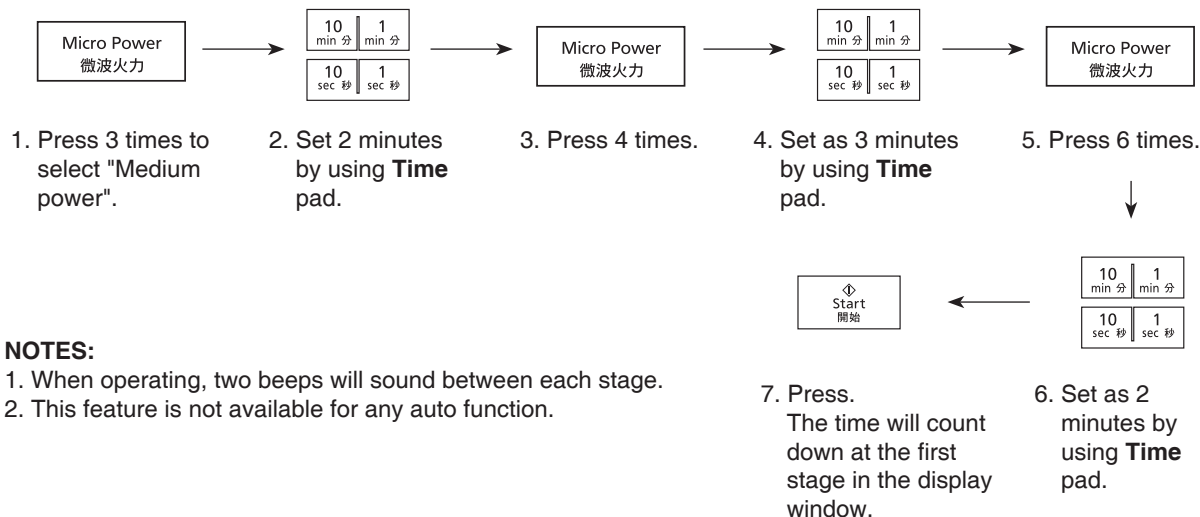 Micro Power
微波火力
10 min 分 1 min 分
10 sec 秒 1 sec 秒
Micro Power
微波火力
10 min 分 1 min 分
10 sec 秒 1 sec 秒
Micro Power
微波火力
1. Press 3 times to
select "Medium
power".
2. Set 2 minutes
by using Time
pad.
3. Press 4 times.
4. Set as 3 minutes
by using Time
pad.
5. Press 6 times.
10 min 分 1 min 分
10 sec 秒 1 sec 秒
6. Set as 2
minutes by
using Time
pad.
Start
開始
7. Press.
The time will count
down at the first
stage in the display
window.
NOTES:
1. When operating, two beeps will sound between each stage.
2. This feature is not available for any auto function.